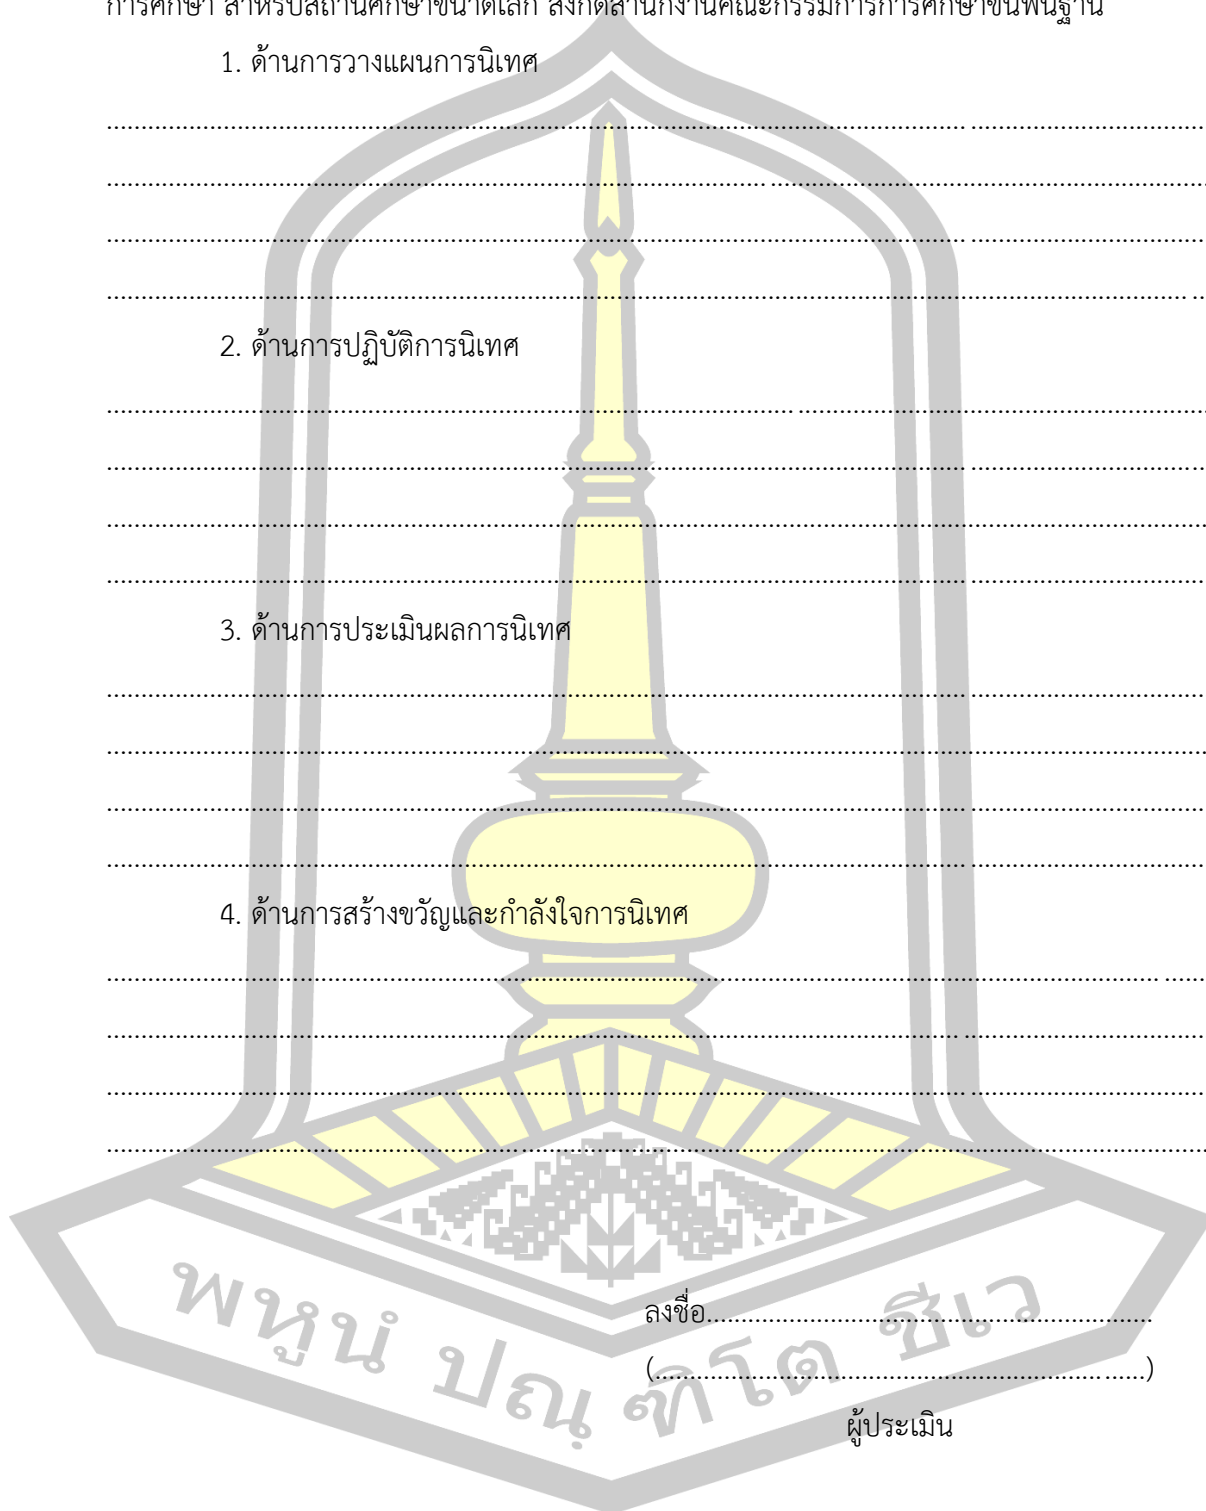 การศึกษา สำหรับสถานศึกษาขนาดเล็ก สังกัดสำนักงานคณะกรรมการการศึกษาขั้นพื้นฐาน
1. ด้านการวางแผนการนิเทศ
2. ด้านการปฏิบัติการนิเทศ
3. ด้านการประเมินผลการนิเทศ
4. ด้านการสร้างขวัญและกำลังใจการนิเทศ
ลงชื่อ................................................................
(......................................................................)
ผู้ประเมิน
พหูนํ ปณฺฑิโต ชีเว